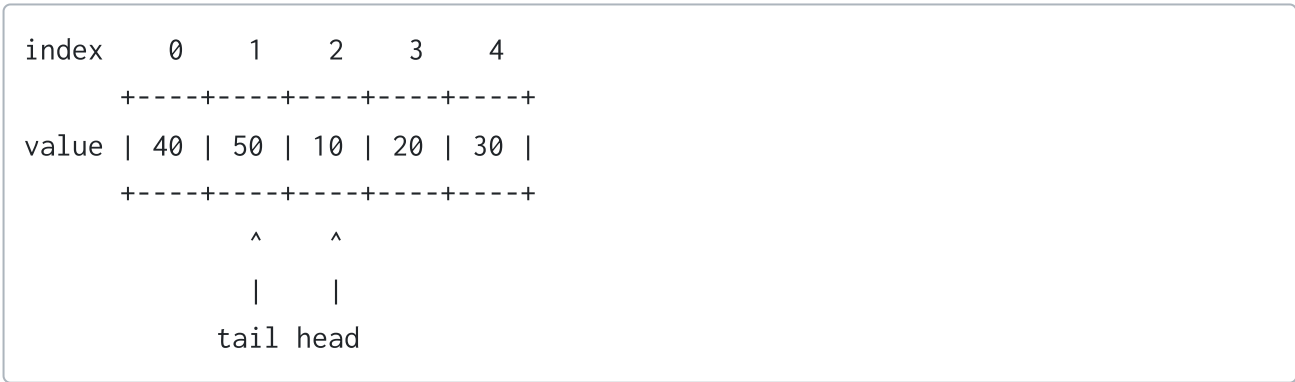 index    0    1    2    3    4
      +----+----+----+----+----+
value | 40 | 50 | 10 | 20 | 30 |
      +----+----+----+----+----+
              ^    ^
              |    |
            tail head